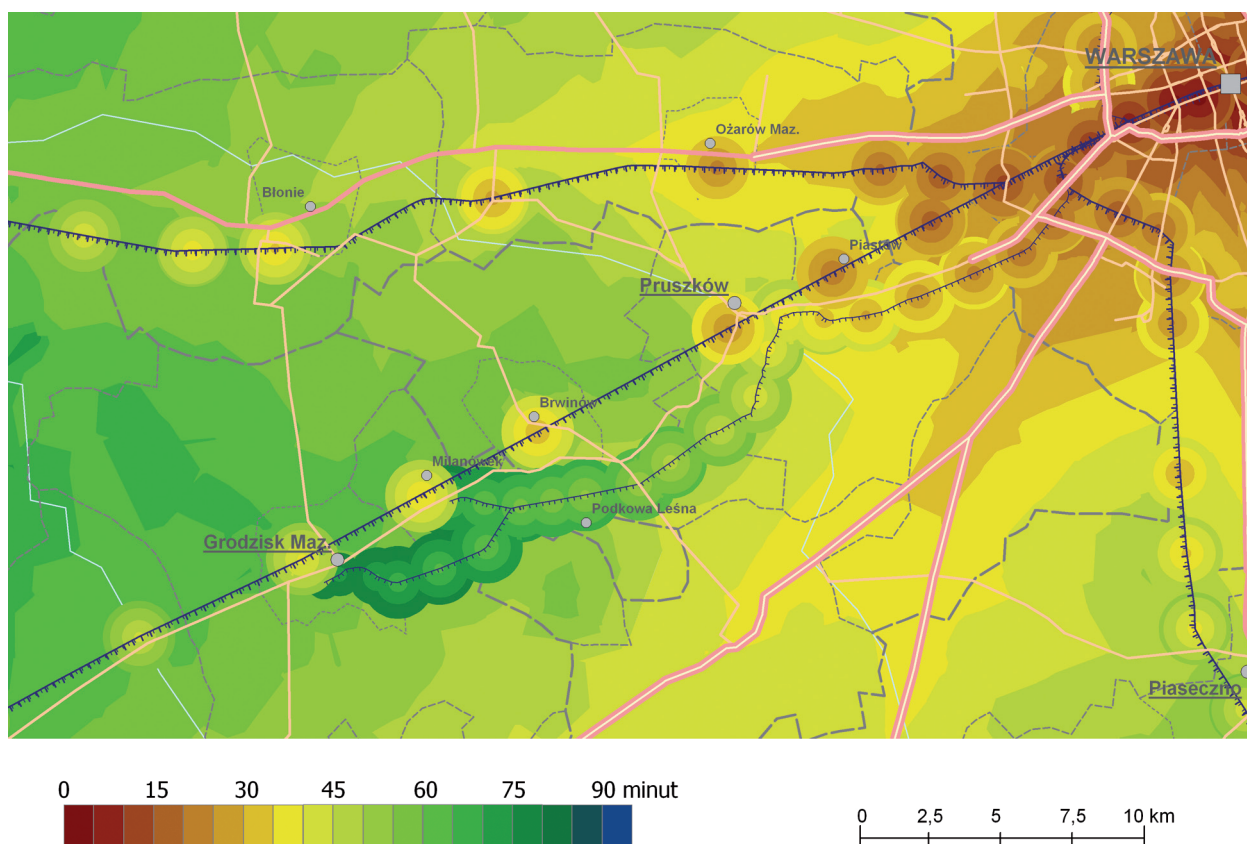 WARSZAWA
Ożarów Maz.
Błonie
Piastów
Pruszków
Brwinów
Milanówek
Podkowa Leśna
Grodzisk Maz.
Piaseczno
0 15 30 45 60 75 90 minut
0 2,5 5 7,5 10 km